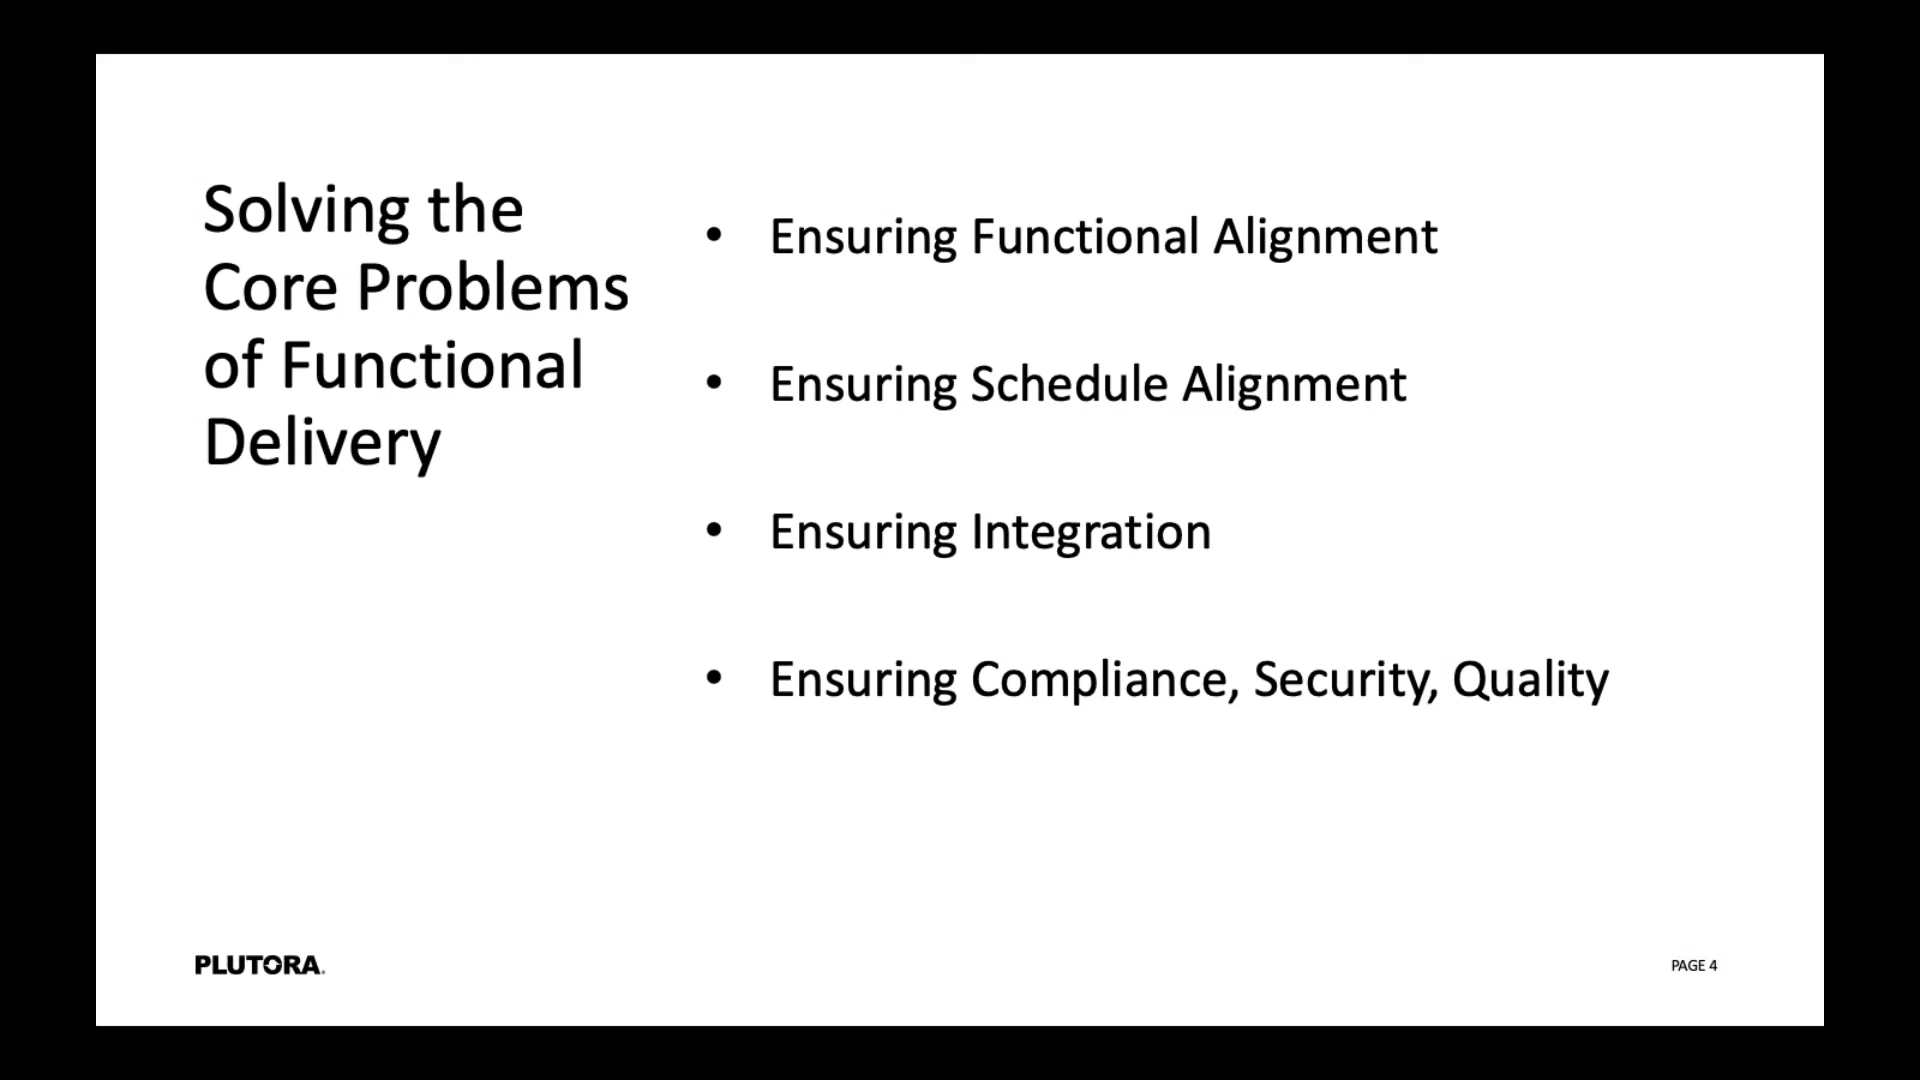 Solving the
Core Problems
of Functional
Delivery
• Ensuring Functional Alignment
• Ensuring Schedule Alignment
• Ensuring Integration
• Ensuring Compliance, Security, Quality
PLUTORA.
PAGE 4